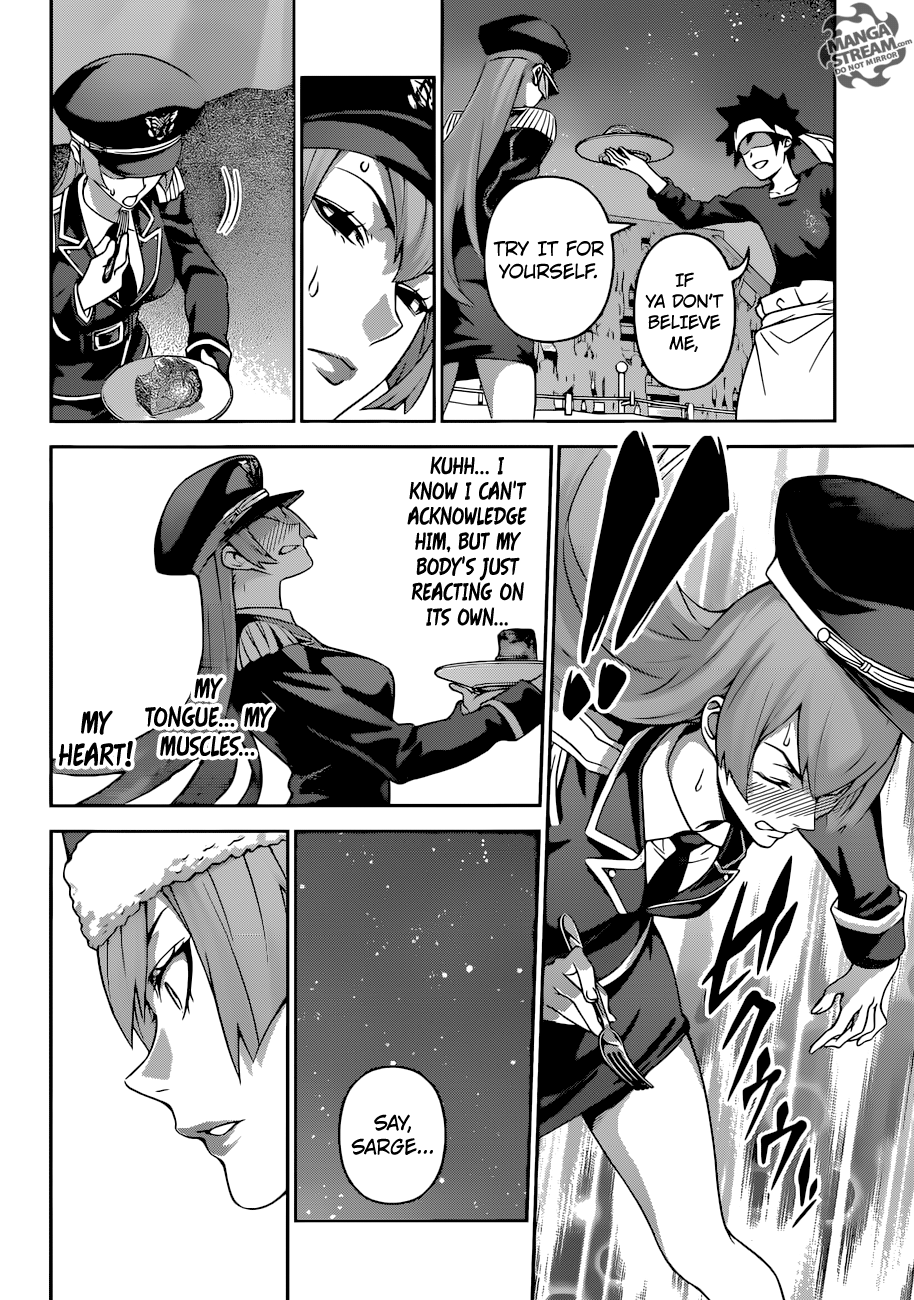 MANGA
STREAM.com
DO NOT MIRROR
IF
YA DON'T
BELIEVE
ME,
TRY IT FOR
YOURSELF.
!!
KUHH... I
KNOW I CAN'T
ACKNOWLEDGE
HIM, BUT MY
BODY'S JUST
REACTING ON
ITS OWN...
MY
TONGUE... MY
MUSCLES...
MY
HEART!
ビクゥゥッ
SAY,
SARGE...